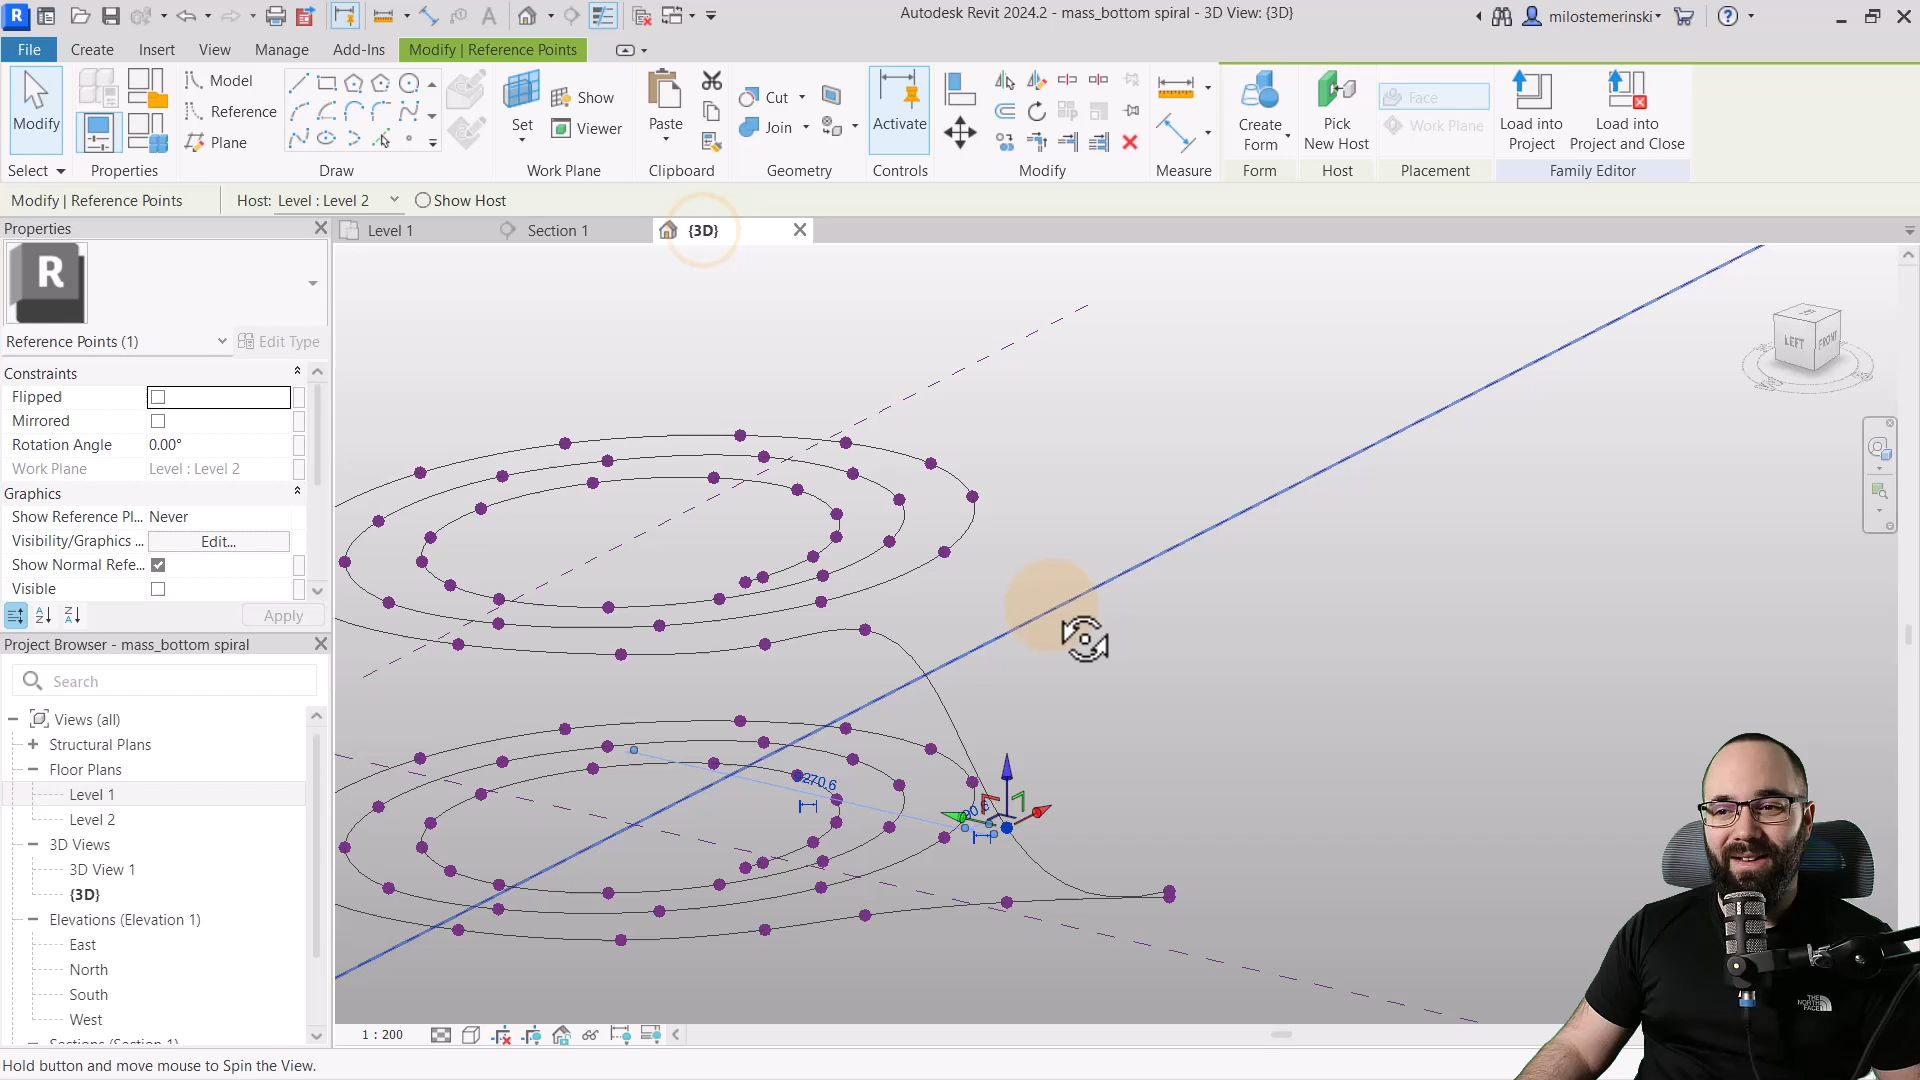 Autodesk Revit 2024.2 - mass_bottom spiral - 3D View: {3D}
milostemerinski
File
Create
Insert
View
Manage
Add-Ins
Modify | Reference Points
Modify
Model
Reference
Plane
Set
Show
Viewer
Paste
Cut
Join
Activate
Create
Form
Pick
New Host
Face
Work Plane
Load into
Project
Load into
Project and Close
Select
Properties
Draw
Work Plane
Clipboard
Geometry
Controls
Modify
Measure
Form
Host
Placement
Family Editor
Modify | Reference Points
Host: Level : Level 2
Show Host
Properties
Level 1
Section 1
{3D}
R
Reference Points (1)
Edit Type
Constraints
Flipped
Mirrored
Rotation Angle
0.00°
Work Plane
Level : Level 2
Graphics
Show Reference Pl...
Never
Visibility/Graphics ...
Edit...
Show Normal Refe...
Visible
Apply
LEFT
FRONT
Project Browser - mass_bottom spiral
Search
Views (all)
Structural Plans
Floor Plans
Level 1
Level 2
3D Views
3D View 1
{3D}
Elevations (Elevation 1)
East
North
South
West
1 : 200
Hold button and move mouse to Spin the View.
THE
NORTH
FACE